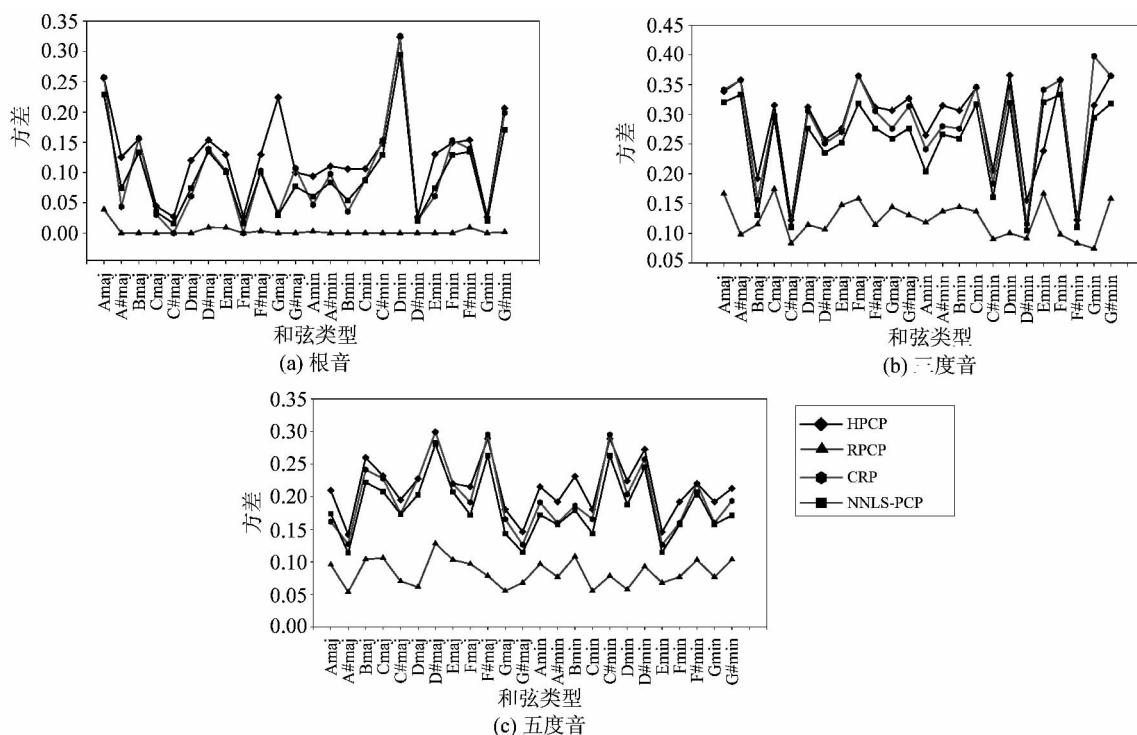 0.35
0.30
0.25
0.20
0.15
0.10
0.05
0.00
方差
Amaj
A#maj
Bmaj
Cmaj
C#maj
Dmaj
D#maj
Emaj
Fmaj
F#maj
Gmaj
G#maj
Amin
A#min
Bmin
Cmin
C#min
Dmin
D#min
Emin
Fmin
F#min
Gmin
G#min
和弦类型
(a) 根音
0.45
0.40
0.35
0.30
0.25
0.20
0.15
0.10
0.05
方差
Amaj
A#maj
Bmaj
Cmaj
C#maj
Dmaj
D#maj
Emaj
Fmaj
F#maj
Gmaj
G#maj
Amin
A#min
Bmin
Cmin
C#min
Dmin
D#min
Emin
Fmin
F#min
Gmin
G#min
和弦类型
(b) 三度音
0.35
0.30
0.25
0.20
0.15
0.10
0.05
0.00
方差
Amaj
A#maj
Bmaj
Cmaj
C#maj
Dmaj
D#maj
Emaj
Fmaj
F#maj
Gmaj
G#maj
Amin
A#min
Bmin
Cmin
C#min
Dmin
D#min
Emin
Fmin
F#min
Gmin
G#min
和弦类型
(c) 五度音
HPCP
RPCP
CRP
NNLS-PCP